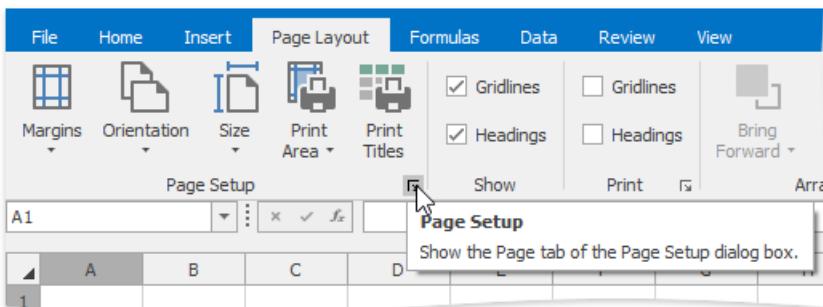 File Home Insert Page Layout Formulas Data Review View
Margins Orientation Size Print Area Print Titles Gridlines Gridlines
Headings Headings Bring Forward
Page Setup Show Print
A1 fx
Page Setup
Show the Page tab of the Page Setup dialog box.
A B C D
1